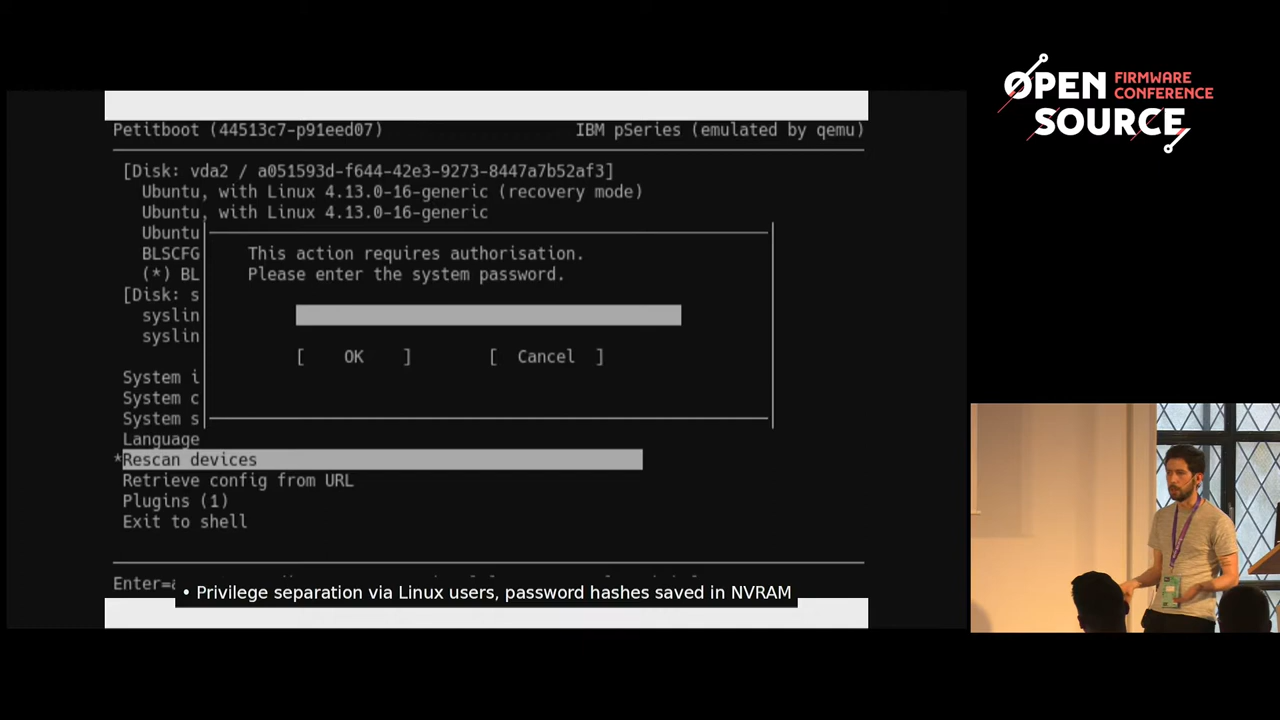 OPEN FIRMWARE
CONFERENCE
SOURCE
Petitboot (44513c7-p91eed07) IBM pSeries (emulated by qemu)
[Disk: vda2 / a051593d-f644-42e3-9273-8447a7b52af3]
Ubuntu, with Linux 4.13.0-16-generic (recovery mode)
Ubuntu, with Linux 4.13.0-16-generic
Ubuntu
BLSCFG
(*) BL
[Disk: s
syslin
syslin
This action requires authorisation.
Please enter the system password.
[ OK ] [ Cancel ]
System i
System c
System s
Language
*Rescan devices
Retrieve config from URL
Plugins (1)
Exit to shell
Enter=
• Privilege separation via Linux users, password hashes saved in NVRAM